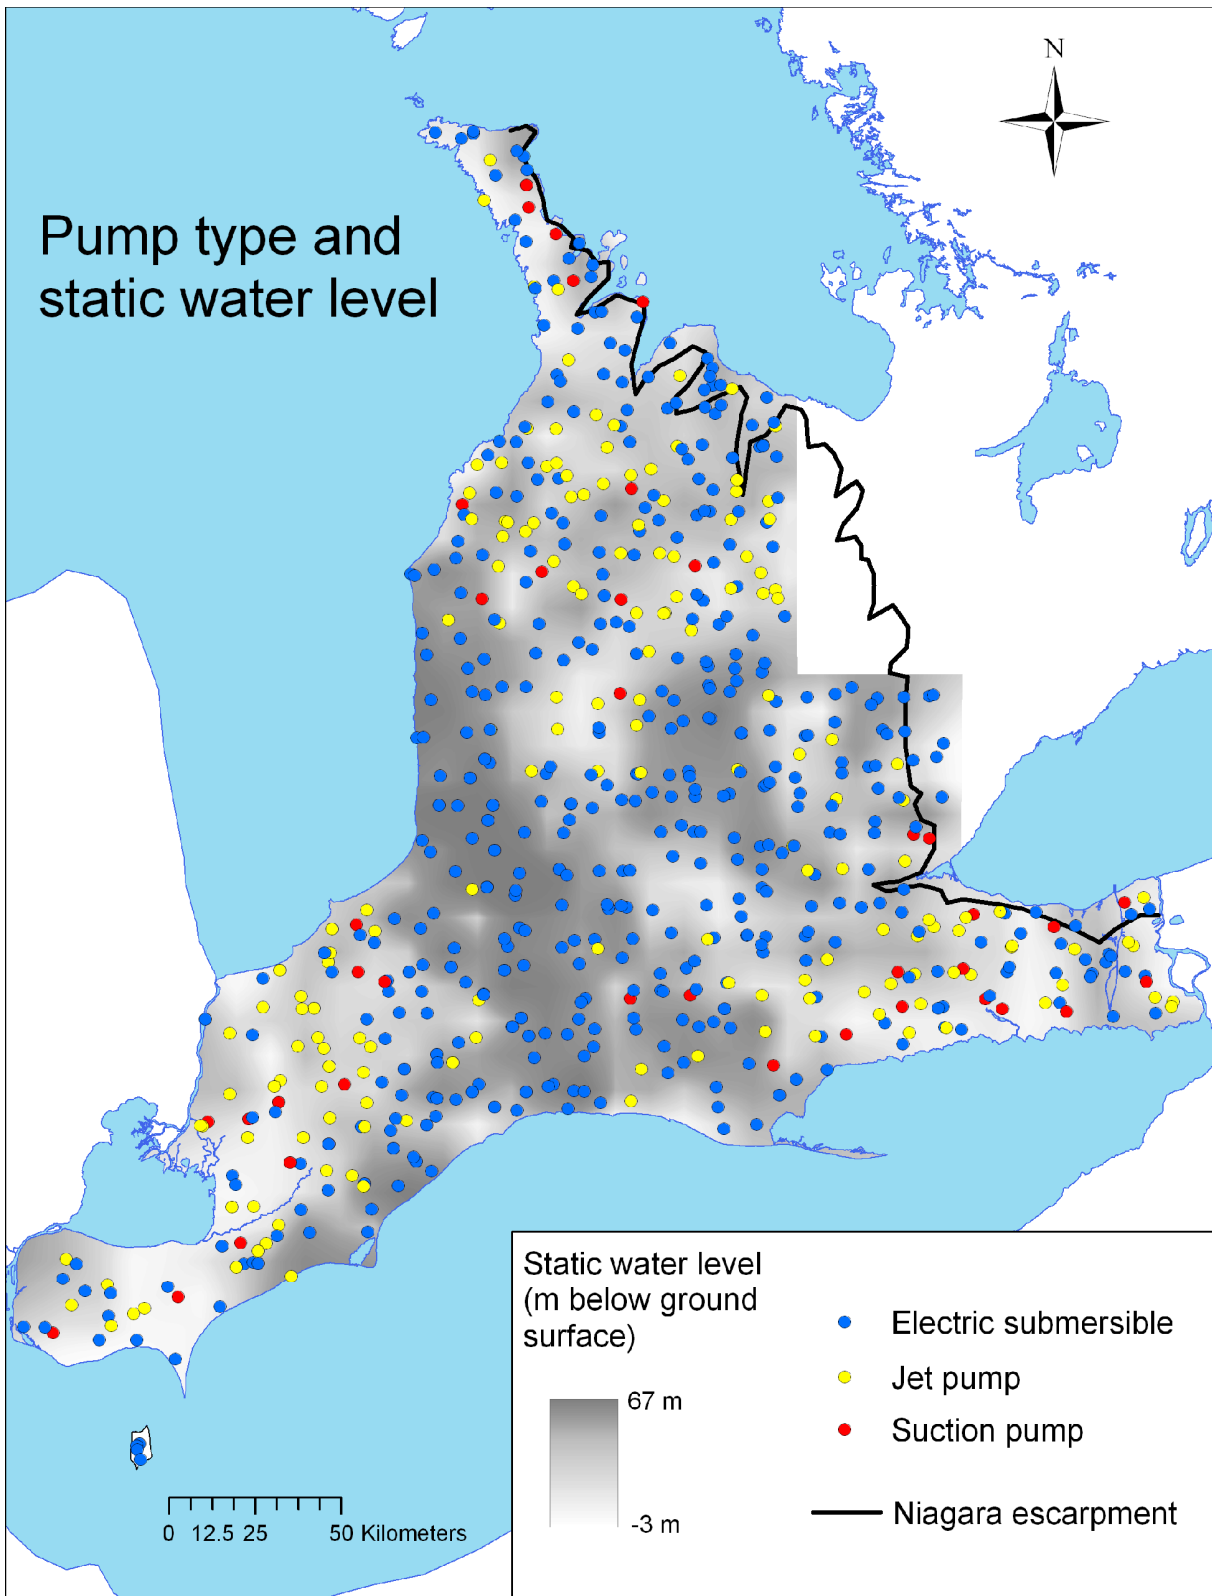 N
Pump type and
static water level
Static water level
(m below ground
surface)
67 m
-3 m
Electric submersible
Jet pump
Suction pump
Niagara escarpment
0 12.5 25 50 Kilometers